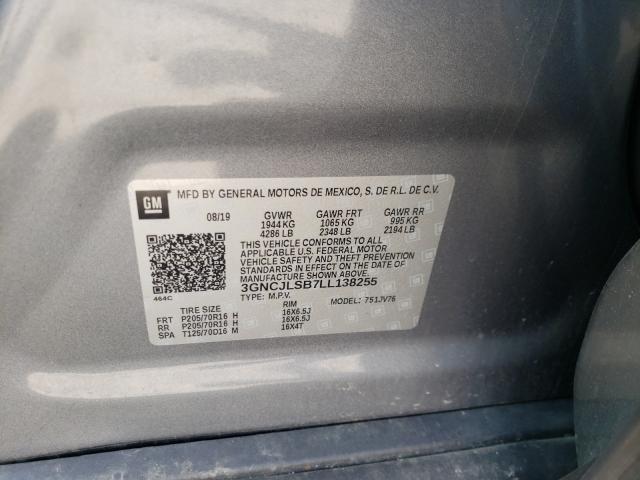 GM MFD BY GENERAL MOTORS DE MEXICO, S. DE R.L. DE C.V.
08/19 GVWR GAWR FRT GAWR RR
1944 KG 1065 KG 995 KG
4286 LB 2348 LB 2194 LB
THIS VEHICLE CONFORMS TO ALL
APPLICABLE U.S. FEDERAL MOTOR
VEHICLE SAFETY AND THEFT PREVENTION
STANDARDS IN EFFECT ON THE DATE OF
MANUFACTURE SHOWN ABOVE.
464C 3GNCJLSB7LL138255
TYPE: M.P.V. MODEL: 751JV76
TIRE SIZE RIM
FRT P205/70R16 H 16X6.5J
RR P205/70R16 H 16X6.5J
SPA T125/70D16 M 16X4T